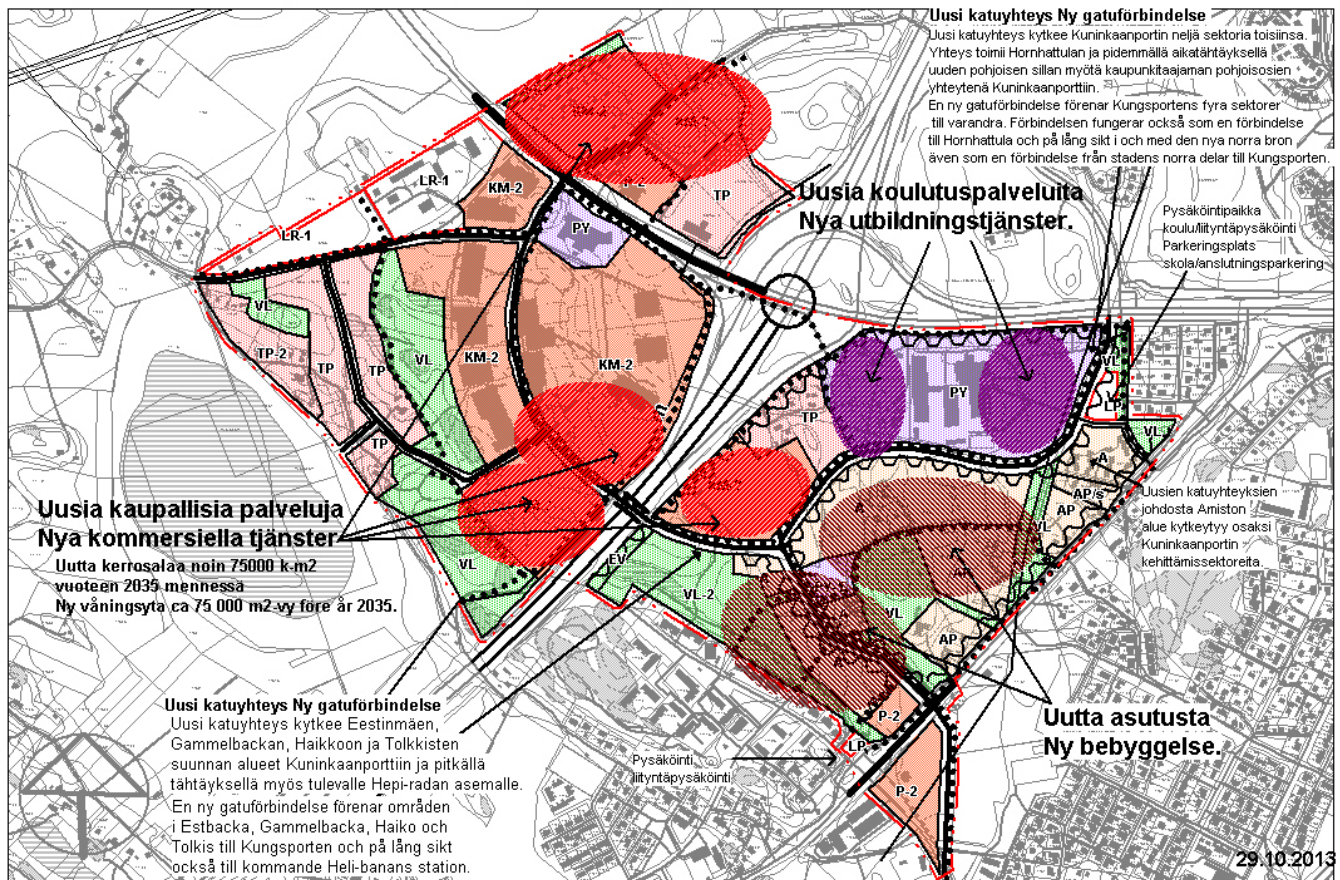 Uusi katuyhteys Ny gatuförbindelse
Uusi katuyhteys kytkee Kuninkaanportin neljä sektoria toisiinsa.
Yhteys toimii Hornhattulan ja pidemmällä aikatähtäyksellä
uuden pohjoisen sillan myötä kaupunkitaajaman pohjoisosien
yhteytenä Kuninkaanporttiin.
En ny gatuförbindelse förenar Kungsportens fyra sektorer
till varandra. Förbindelsen fungerar också som en förbindelse
till Hornhattula och på lång sikt i och med den nya norra bron
även som en förbindelse från stadens norra delar till Kungsporten.
LR-1
KM-2
TP
PY
LR-1
Uusia koulutuspalveluita
Nya utbildningstjänster.
Pysäköintipaikka
koulu/liityntäpysäköinti
Parkeringsplats
skola/anslutningsparkering
VL
TP-2
TP
TP
VL
KM-2
KM-2
TP
PY
VL
LP
VL
TP
A
AP/s
AP
VL
Uusien katuyhteyksien
johdosta Amiston
alue kytkeytyy osaksi
Kuninkaanportin
kehittämissektoreita.
Uusia kaupallisia palveluja
Nya kommersiella tjänster
Uutta kerrosalaa noin 75000 k-m2
vuoteen 2035 mennessä
Ny våningsyta ca 75 000 m2-vy före år 2035.
VL
EV
VL-2
A
VL
AP
A
P-2
LP
P-2
Uutta asutusta
Ny bebyggelse.
Pysäköinti
liityntäpysäköinti
Uusi katuyhteys Ny gatuförbindelse
Uusi katuyhteys kytkee Eestinmäen,
Gammelbackan, Haikkoon ja Tolkkisten
suunnan alueet Kuninkaanporttiin ja pitkällä
tähtäyksellä myös tulevalle Hepi-radan asemalle.
En ny gatuförbindelse förenar områden
i Estbacka, Gammelbacka, Haiko och
Tolkis till Kungsporten och på lång sikt
också till kommande Heli-banans station.
29.10.2013